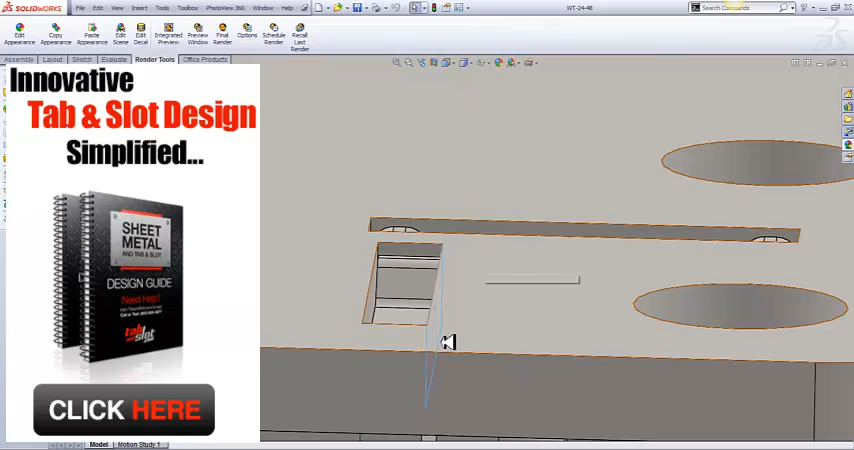 SOLIDWORKS
File Edit View Insert Tools Toolbox PhotoView 360 Window Help
WT-24-48
Search Commands
Edit Appearance
Copy Appearance
Paste Appearance
Edit Scene
Edit Decal
Integrated Preview
Preview Window
Final Render
Options
Schedule Render
Recall Last Render
Assembly Layout Sketch Evaluate Render Tools Office Products
Innovative
Tab & Slot Design
Simplified...
SHEET METAL
AND TAB & SLOT
DESIGN GUIDE
Need Help?
tab slot
CLICK HERE
Model Motion Study 1